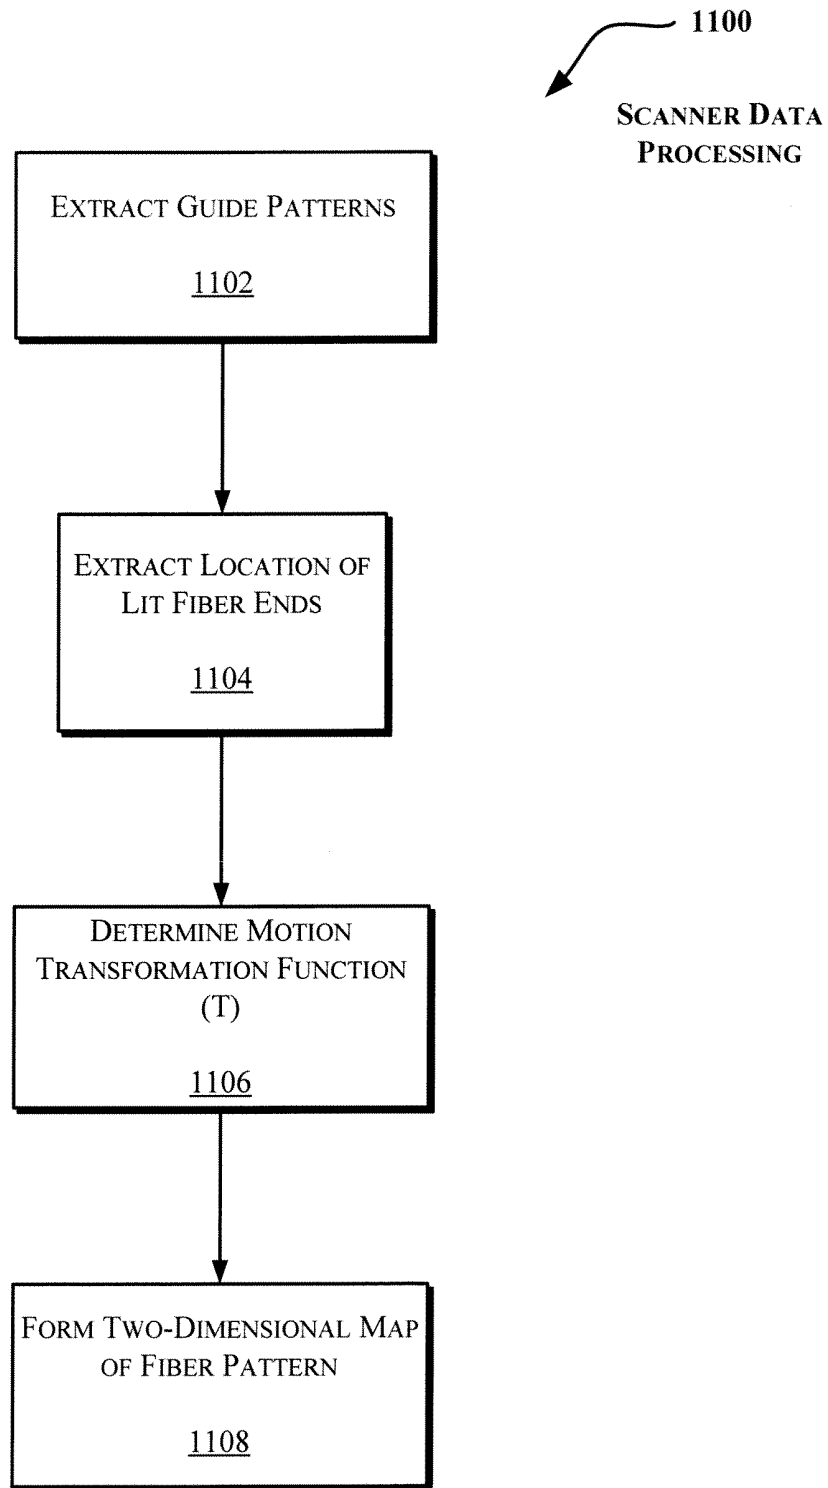 1100
SCANNER DATA
PROCESSING
EXTRACT GUIDE PATTERNS
1102
EXTRACT LOCATION OF
LIT FIBER ENDS
1104
DETERMINE MOTION
TRANSFORMATION FUNCTION
(T)
1106
FORM TWO-DIMENSIONAL MAP
OF FIBER PATTERN
1108